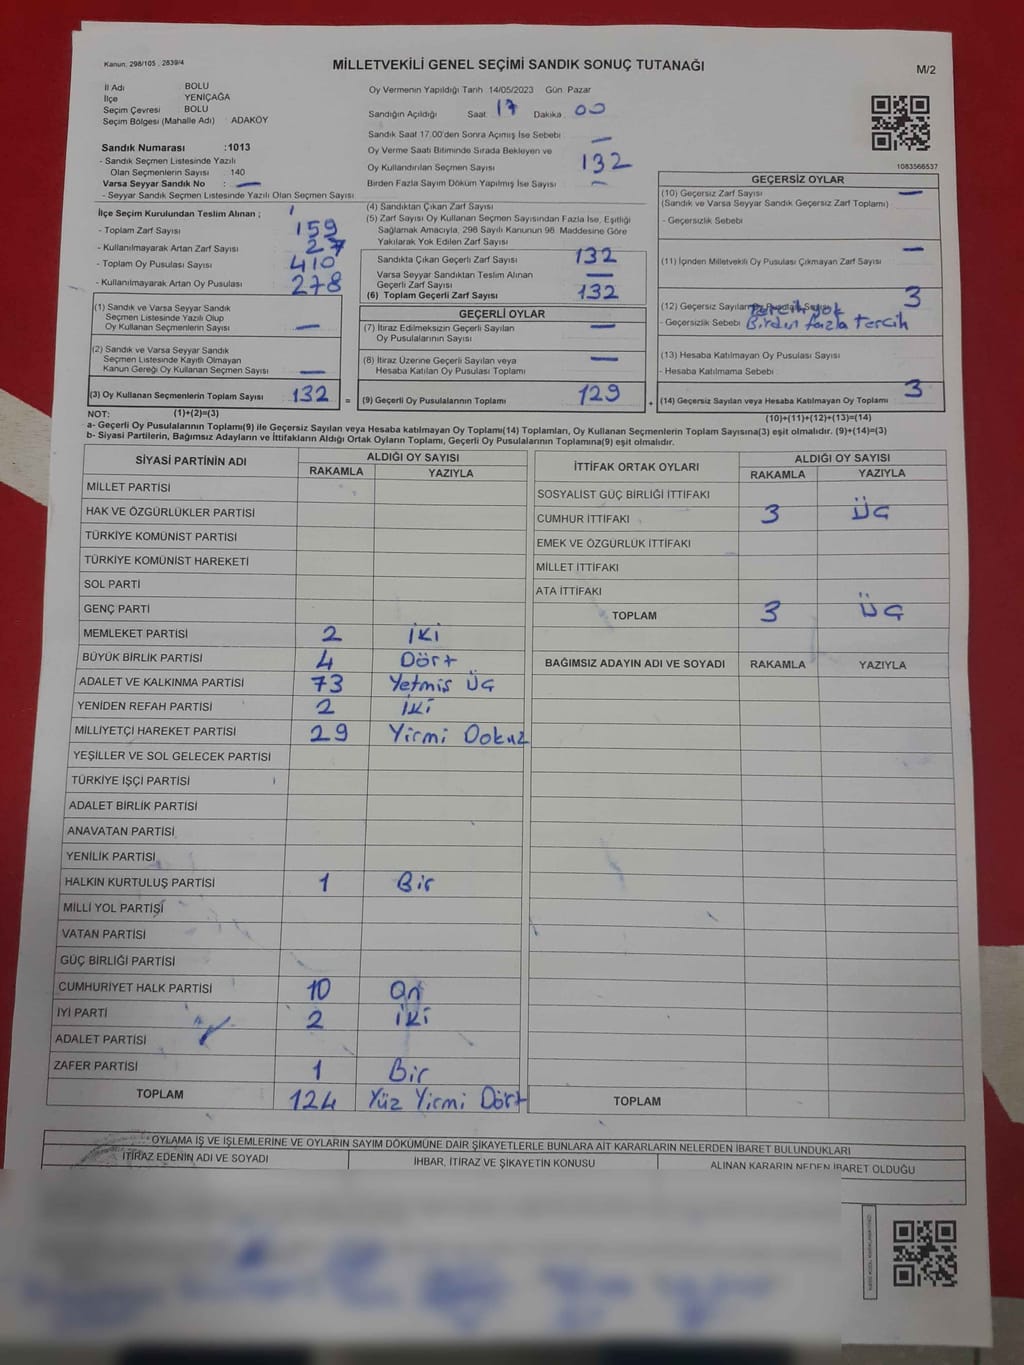 Kanun, 298/105 , 2839/4
MİLLETVEKİLİ GENEL SEÇİMİ SANDIK SONUÇ TUTANAĞI
M/2
İl Adı BOLU
İlçe YENİÇAĞA
Seçim Çevresi BOLU
Seçim Bölgesi (Mahalle Adı) ADAKÖY
Oy Vermenin Yapıldığı Tarih 14/05/2023 Gün Pazar
Sandığın Açıldığı Saat 17 Dakika 00
Sandık Saat 17.00'den Sonra Açılmış İse Sebebi —
Oy Verme Saati Bitiminde Sırada Bekleyen ve
Oy Kullandırılan Seçmen Sayısı 132
Birden Fazla Sayım Döküm Yapılmış İse Sayısı —
1083566537
Sandık Numarası :1013
- Sandık Seçmen Listesinde Yazılı
Olan Seçmenlerin Sayısı 140
Varsa Seyyar Sandık No : —
- Seyyar Sandık Seçmen Listesinde Yazılı Olan Seçmen Sayısı
İlçe Seçim Kurulundan Teslim Alınan ;
- Toplam Zarf Sayısı 159
- Kullanılmayarak Artan Zarf Sayısı 27
- Toplam Oy Pusulası Sayısı 410
- Kullanılmayarak Artan Oy Pusulası 278
(1) Sandık ve Varsa Seyyar Sandık
Seçmen Listesinde Yazılı Olup
Oy Kullanan Seçmenlerin Sayısı —
(2) Sandık ve Varsa Seyyar Sandık
Seçmen Listesinde Kayıtlı Olmayan
Kanun Gereği Oy Kullanan Seçmen Sayısı —
(3) Oy Kullanan Seçmenlerin Toplam Sayısı 132 =
(4) Sandıktan Çıkan Zarf Sayısı
(5) Zarf Sayısı Oy Kullanan Seçmen Sayısından Fazla İse, Eşitliği
Sağlamak Amacıyla, 298 Sayılı Kanunun 98. Maddesine Göre
Yakılarak Yok Edilen Zarf Sayısı
Sandıkta Çıkan Geçerli Zarf Sayısı 132
Varsa Seyyar Sandıktan Teslim Alınan
Geçerli Zarf Sayısı —
(6) Toplam Geçerli Zarf Sayısı 132
GEÇERLİ OYLAR
(7) İtiraz Edilmeksizin Geçerli Sayılan —
Oy Pusulalarının Sayısı
(8) İtiraz Üzerine Geçerli Sayılan veya —
Hesaba Katılan Oy Pusulası Toplamı
(9) Geçerli Oy Pusulalarının Toplamı 129 +
GEÇERSİZ OYLAR
(10) Geçersiz Zarf Sayısı —
(Sandık ve Varsa Seyyar Sandık Geçersiz Zarf Toplamı)
- Geçersizlik Sebebi
(11) İçinden Milletvekili Oy Pusulası Çıkmayan Zarf Sayısı —
(12) Geçersiz Sayılan Oy Pusulası Sayısı Tercih yok 3
- Geçersizlik Sebebi Birden fazla tercih
(13) Hesaba Katılmayan Oy Pusulası Sayısı
- Hesaba Katılmama Sebebi
(14) Geçersiz Sayılan veya Hesaba Katılmayan Oy Toplamı 3
NOT: (1)+(2)=(3) (10)+(11)+(12)+(13)=(14)
a- Geçerli Oy Pusulalarının Toplamı(9) ile Geçersiz Sayılan veya Hesaba katılmayan Oy Toplamı(14) Toplamları, Oy Kullanan Seçmenlerin Toplam Sayısına(3) eşit olmalıdır. (9)+(14)=(3)
b- Siyasi Partilerin, Bağımsız Adayların ve İttifakların Aldığı Ortak Oyların Toplamı, Geçerli Oy Pusulalarının Toplamına(9) eşit olmalıdır.
SİYASİ PARTİNİN ADI ALDIĞI OY SAYISI
RAKAMLA YAZIYLA
MİLLET PARTİSİ
HAK VE ÖZGÜRLÜKLER PARTİSİ
TÜRKİYE KOMÜNİST PARTİSİ
TÜRKİYE KOMÜNİST HAREKETİ
SOL PARTİ
GENÇ PARTİ
MEMLEKET PARTİSİ 2 İki
BÜYÜK BİRLİK PARTİSİ 4 Dört
ADALET VE KALKINMA PARTİSİ 73 Yetmiş Üç
YENİDEN REFAH PARTİSİ 2 İki
MİLLİYETÇİ HAREKET PARTİSİ 29 Yirmi Dokuz
YEŞİLLER VE SOL GELECEK PARTİSİ
TÜRKİYE İŞÇİ PARTİSİ
ADALET BİRLİK PARTİSİ
ANAVATAN PARTİSİ
YENİLİK PARTİSİ
HALKIN KURTULUŞ PARTİSİ 1 Bir
MİLLİ YOL PARTİSİ
VATAN PARTİSİ
GÜÇ BİRLİĞİ PARTİSİ
CUMHURİYET HALK PARTİSİ 10 On
İYİ PARTİ 2 İki
ADALET PARTİSİ
ZAFER PARTİSİ 1 Bir
TOPLAM 124 Yüz Yirmi Dört
İTTİFAK ORTAK OYLARI ALDIĞI OY SAYISI
RAKAMLA YAZIYLA
SOSYALİST GÜÇ BİRLİĞİ İTTİFAKI
CUMHUR İTTİFAKI 3 Üç
EMEK VE ÖZGÜRLÜK İTTİFAKI
MİLLET İTTİFAKI
ATA İTTİFAKI
TOPLAM 3 Üç
BAĞIMSIZ ADAYIN ADI VE SOYADI RAKAMLA YAZIYLA
TOPLAM
OYLAMA İŞ VE İŞLEMLERİNE VE OYLARIN SAYIM DÖKÜMÜNE DAİR ŞİKAYETLERLE BUNLARA AİT KARARLARIN NELERDEN İBARET BULUNDUKLARI
İTİRAZ EDENİN ADI VE SOYADI İHBAR, İTİRAZ VE ŞİKAYETİN KONUSU ALINAN KARARIN NEDEN İBARET OLDUĞU